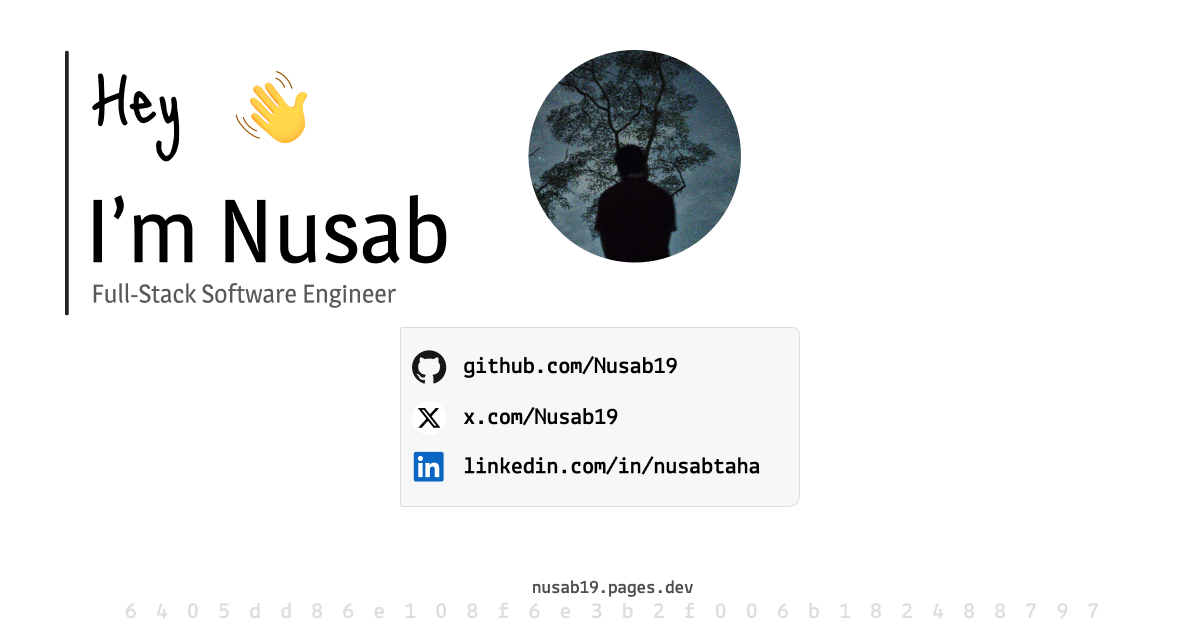 Hey 👋
I’m Nusab
Full-Stack Software Engineer
github.com/Nusab19
x.com/Nusab19
linkedin.com/in/nusabtaha
nusab19.pages.dev
6 4 0 5 d d 8 6 e 1 0 8 f 6 e 3 b 2 f 0 0 6 b 1 8 2 4 8 8 7 9 7